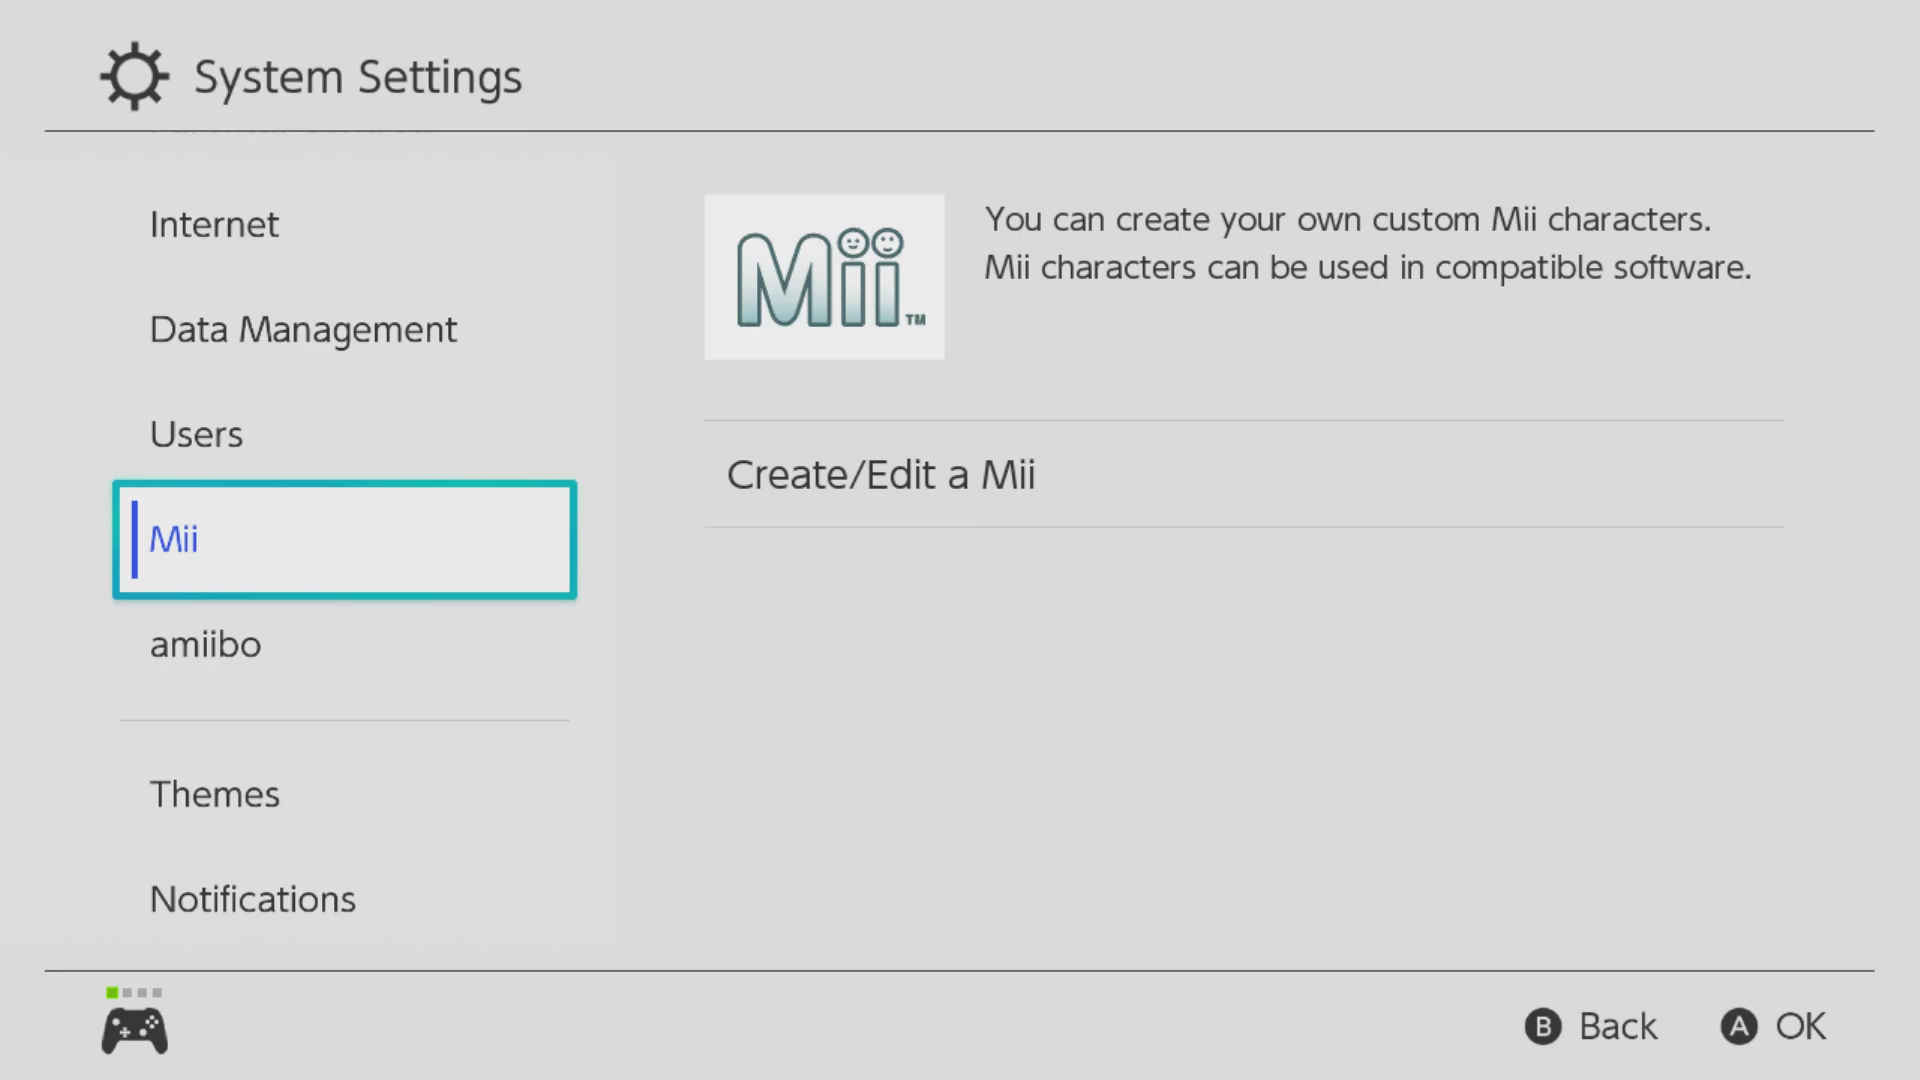 System Settings
Internet
Data Management
Users
Mii
amiibo
Themes
Notifications
Mii™
You can create your own custom Mii characters.
Mii characters can be used in compatible software.
Create/Edit a Mii
B Back
A OK